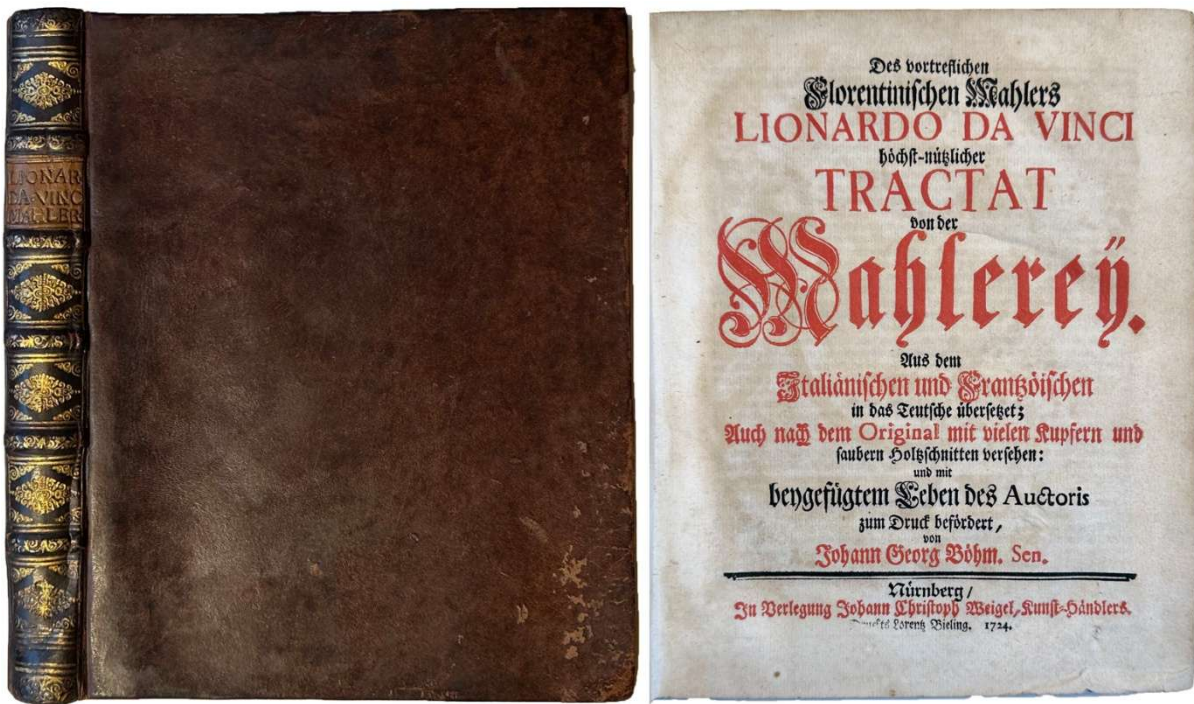 LIONAR
DA·VINC
MAHLER
Des vortreflichen
Florentinischen Mahlers
LIONARDO DA VINCI
höchst-nützlicher
TRACTAT
von der
Mahlereÿ.
Aus dem
Italiänischen und Frantzöischen
in das Teutsche übersetzet;
Auch nach dem Original mit vielen Kupfern und
saubern Holtzschnitten versehen:
und mit
beygefügtem Leben des Auctoris
zum Druck befördert,
von
Johann Georg Böhm. Sen.
Nürnberg/
In Verlegung Johann Christoph Weigel, Kunst-Händlers.
Druckts Lorentz Bieling. 1724.